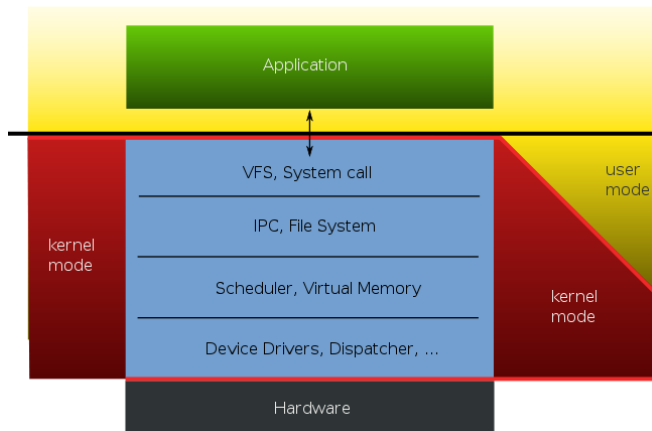 Application
VFS, System call
user
mode
IPC, File System
kernel
mode
Scheduler, Virtual Memory
kernel
mode
Device Drivers, Dispatcher, ...
Hardware